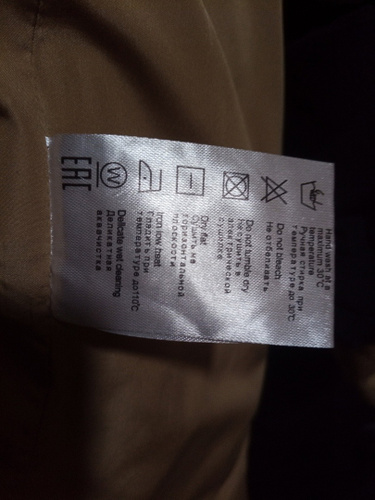 Hand wash at a
maximum 30°C
temperature
Ручная стирка при
температуре до 30°C
Do not bleach
Не отбеливать
Do not tumble dry
электрической
сушилке
Dry flat
Сушить на
горизонтальной
плоскости
Iron low heat
Гладить при
температуре до110°C
Delicate wet cleaning
Деликатная
аквачистка
W
EAC